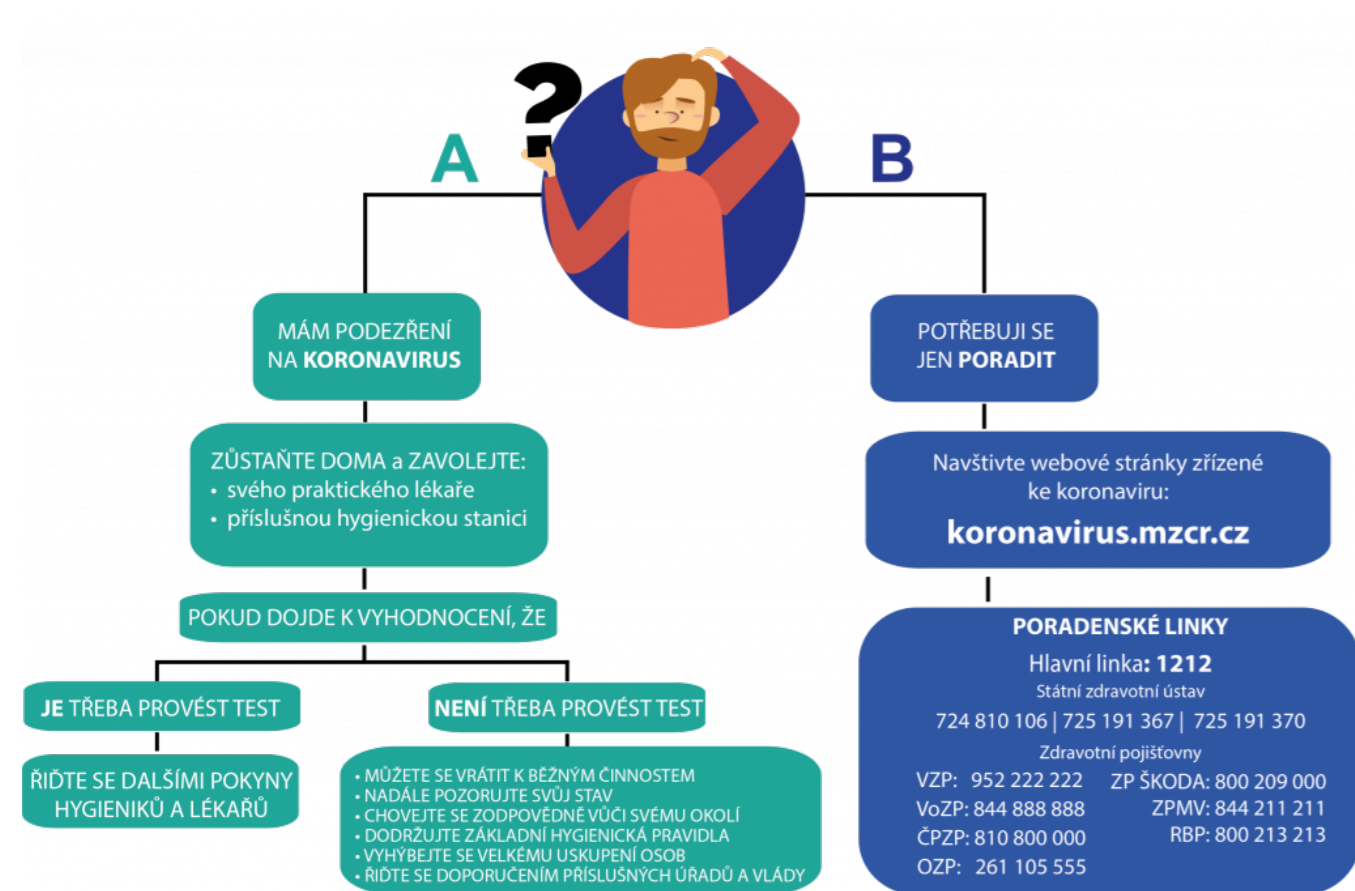 ?
A
B
MÁM PODEZŘENÍ
NA KORONAVIRUS
ZŮSTAŇTE DOMA a ZAVOLEJTE:
• svého praktického lékaře
• příslušnou hygienickou stanici
POKUD DOJDE K VYHODNOCENÍ, ŽE
JE TŘEBA PROVÉST TEST
ŘIĎTE SE DALŠÍMI POKYNY
HYGIENIKŮ A LÉKAŘŮ
NENÍ TŘEBA PROVÉST TEST
• MŮŽETE SE VRÁTIT K BĚŽNÝM ČINNOSTEM
• NADÁLE POZORUJTE SVŮJ STAV
• CHOVEJTE SE ZODPOVĚDNĚ VŮČI SVÉMU OKOLÍ
• DODRŽUJTE ZÁKLADNÍ HYGIENICKÁ PRAVIDLA
• VYHÝBEJTE SE VELKÉMU USKUPENÍ OSOB
• ŘIĎTE SE DOPORUČENÍM PŘÍSLUŠNÝCH ÚŘADŮ A VLÁDY
POTŘEBUJI SE
JEN PORADIT
Navštivte webové stránky zřízené
ke koronaviru:
koronavirus.mzcr.cz
PORADENSKÉ LINKY
Hlavní linka: 1212
Státní zdravotní ústav
724 810 106 | 725 191 367 | 725 191 370
Zdravotní pojišťovny
VZP: 952 222 222 ZP ŠKODA: 800 209 000
VoZP: 844 888 888 ZPMV: 844 211 211
ČPZP: 810 800 000 RBP: 800 213 213
OZP: 261 105 555